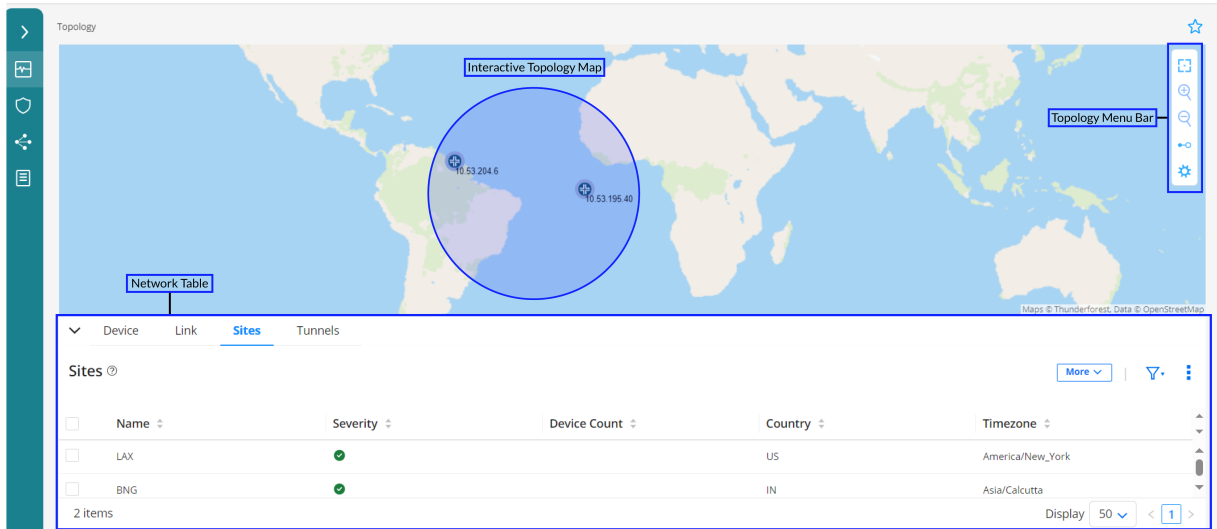 Topology
Interactive Topology Map
Topology Menu Bar
10.53.204.6
10.53.195.40
Network Table
Maps © Thunderforest, Data © OpenStreetMap
Device Link Sites Tunnels
Sites
More
Name Severity Device Count Country Timezone
LAX US America/New_York
BNG IN Asia/Calcutta
2 items Display 50 < 1 >